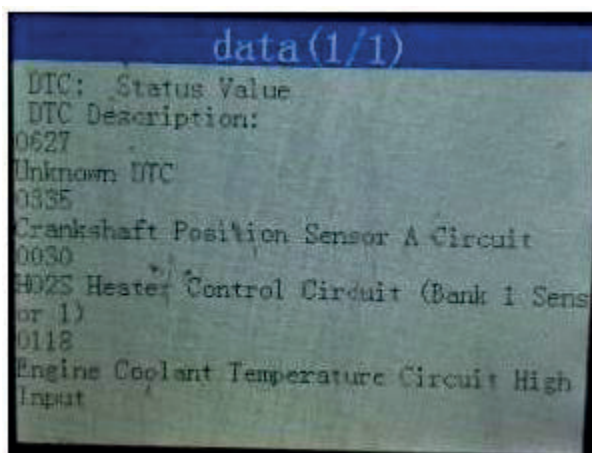 data(1/1)
DTC: Status Value
DTC Description:
0627
Unknown DTC
0335
Crankshaft Position Sensor A Circuit
0030
HO2S Heater Control Circuit (Bank 1 Sens
or 1)
0118
Engine Coolant Temperature Circuit High
Input